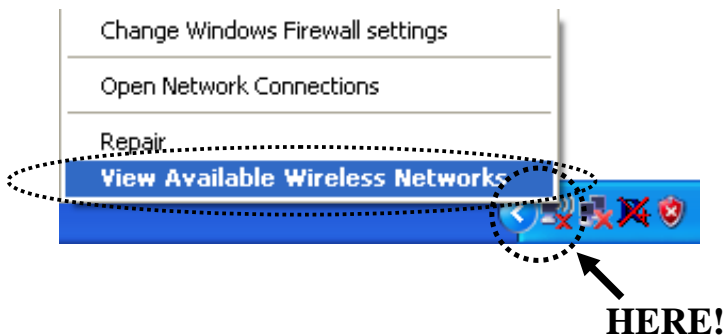 Change Windows Firewall settings
Open Network Connections
Repair
View Available Wireless Networks
HERE!